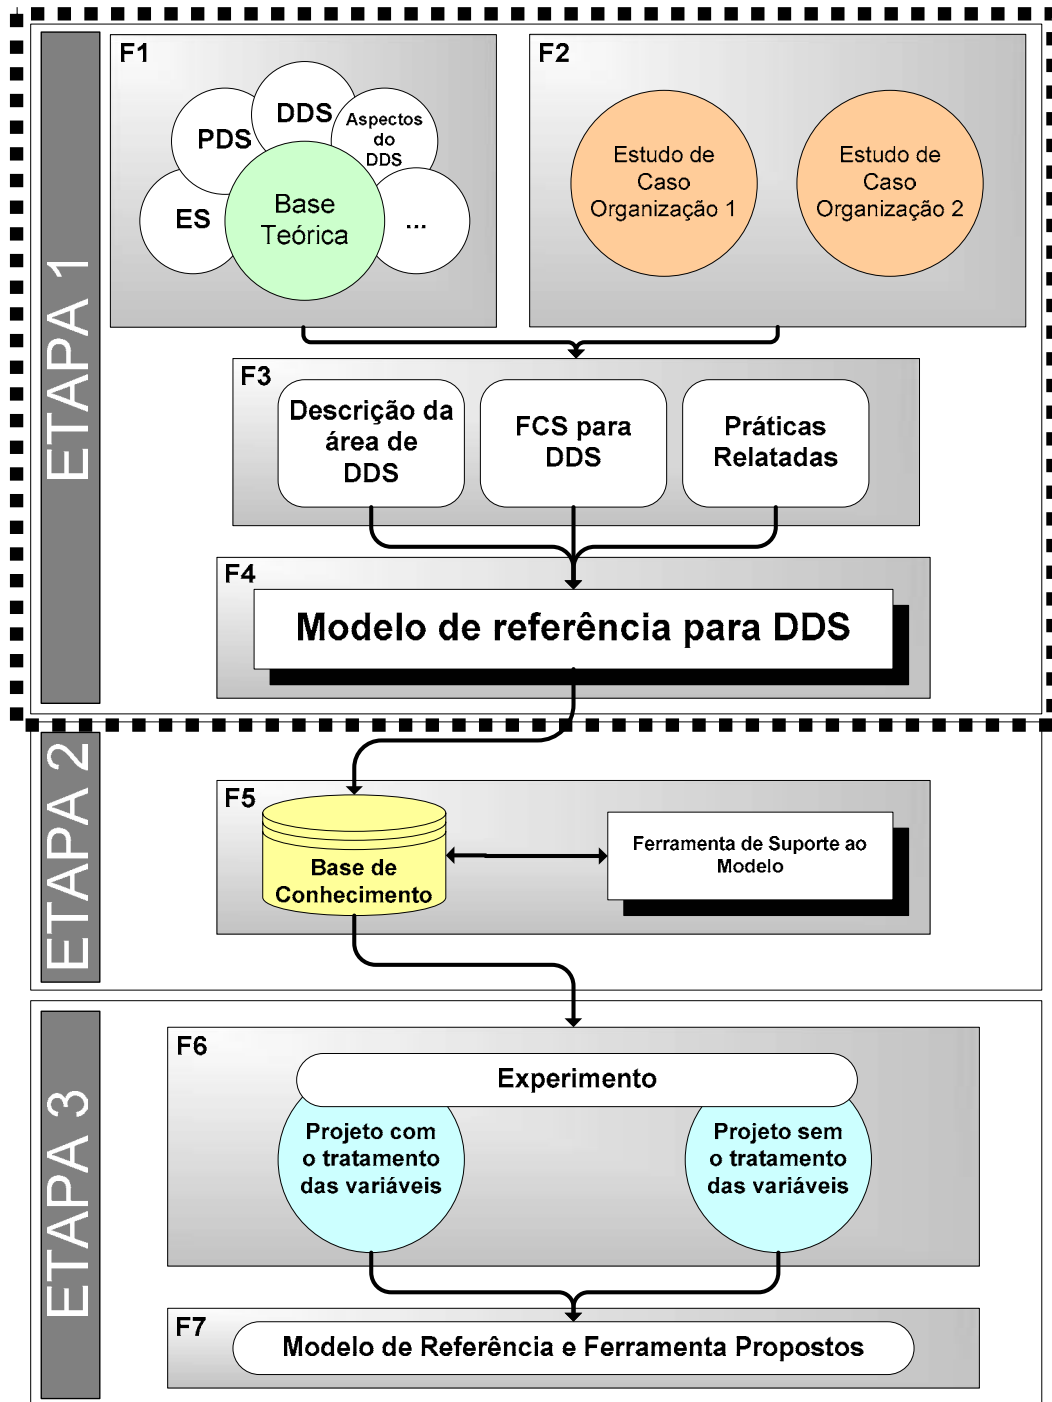 ETAPA 1
F1
DDS
PDS
Aspectos
do
DDS
ES
Base
Teórica
...
F2
Estudo de
Caso
Organização 1
Estudo de
Caso
Organização 2
F3
Descrição da
área de
DDS
FCS para
DDS
Práticas
Relatadas
F4
Modelo de referência para DDS
ETAPA 2
F5
Base de
Conhecimento
Ferramenta de Suporte ao
Modelo
ETAPA 3
F6
Experimento
Projeto com
o tratamento
das variáveis
Projeto sem
o tratamento
das variáveis
F7
Modelo de Referência e Ferramenta Propostos